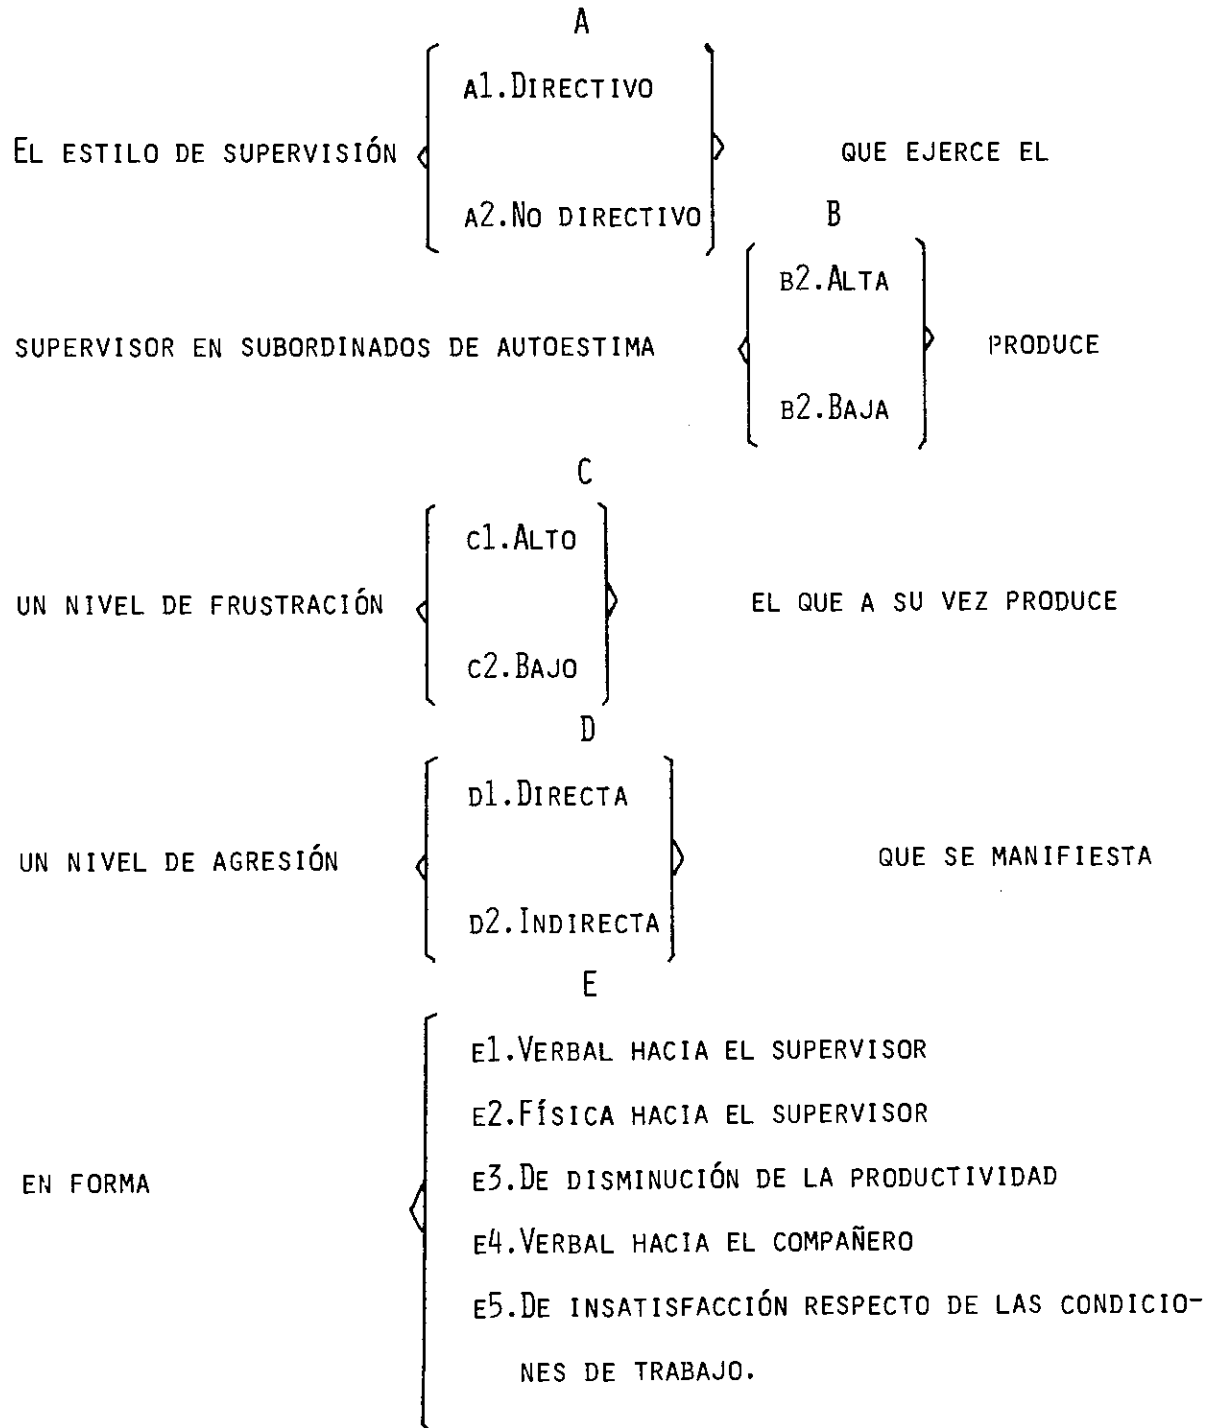 A
A1.DIRECTIVO
EL ESTILO DE SUPERVISIÓN QUE EJERCE EL
A2.NO DIRECTIVO
B
B2.ALTA
SUPERVISOR EN SUBORDINADOS DE AUTOESTIMA PRODUCE
B2.BAJA
C
C1.ALTO
UN NIVEL DE FRUSTRACIÓN EL QUE A SU VEZ PRODUCE
C2.BAJO
D
D1.DIRECTA
UN NIVEL DE AGRESIÓN QUE SE MANIFIESTA
D2.INDIRECTA
E
E1.VERBAL HACIA EL SUPERVISOR
E2.FÍSICA HACIA EL SUPERVISOR
EN FORMA E3.DE DISMINUCIÓN DE LA PRODUCTIVIDAD
E4.VERBAL HACIA EL COMPAÑERO
E5.DE INSATISFACCIÓN RESPECTO DE LAS CONDICIO-
NES DE TRABAJO.